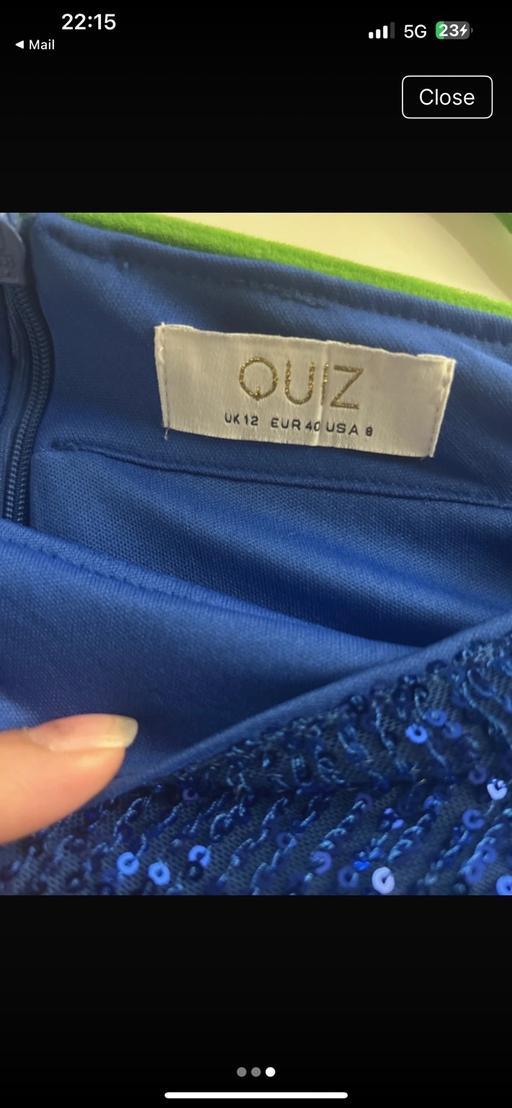 22:15
5G 23
◄ Mail
Close
QUIZ
UK 12 EUR 40 USA 8